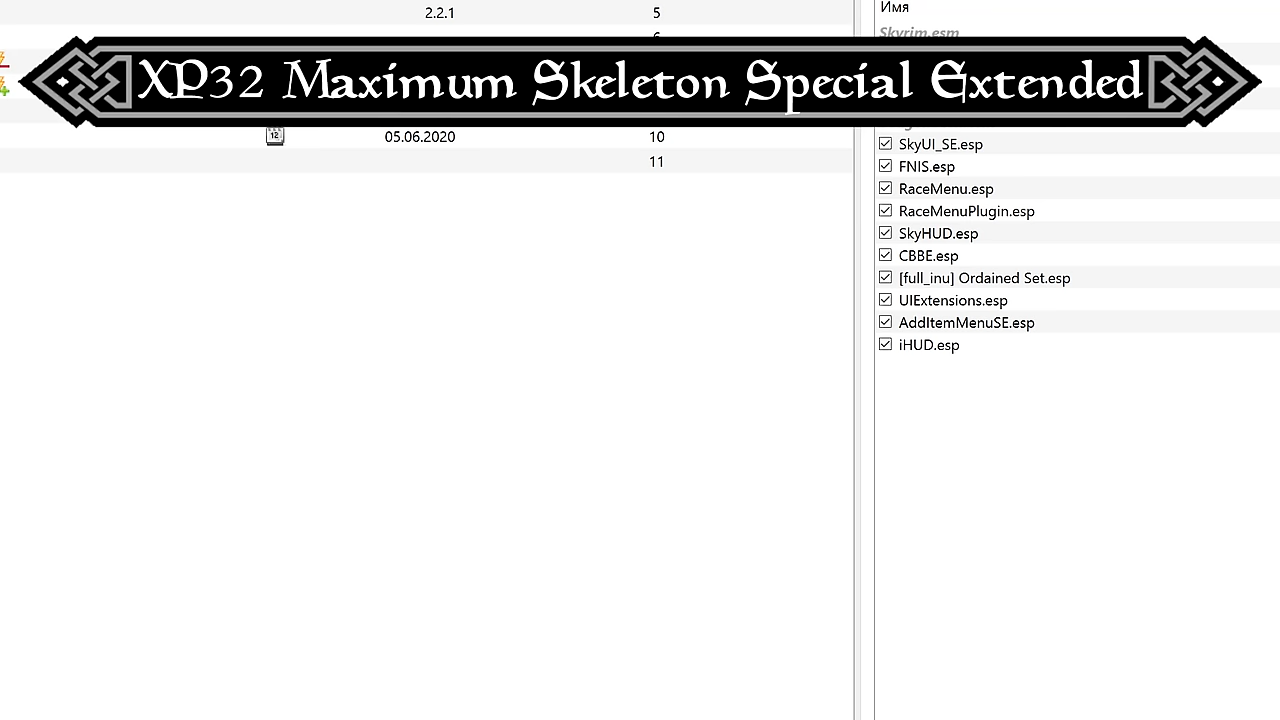 2.2.1 5
Имя
Skyrim.esm
XP32 Maximum Skeleton Special Extended
05.06.2020 10
11
SkyUI_SE.esp
FNIS.esp
RaceMenu.esp
RaceMenuPlugin.esp
SkyHUD.esp
CBBE.esp
[full_inu] Ordained Set.esp
UIExtensions.esp
AddItemMenuSE.esp
iHUD.esp